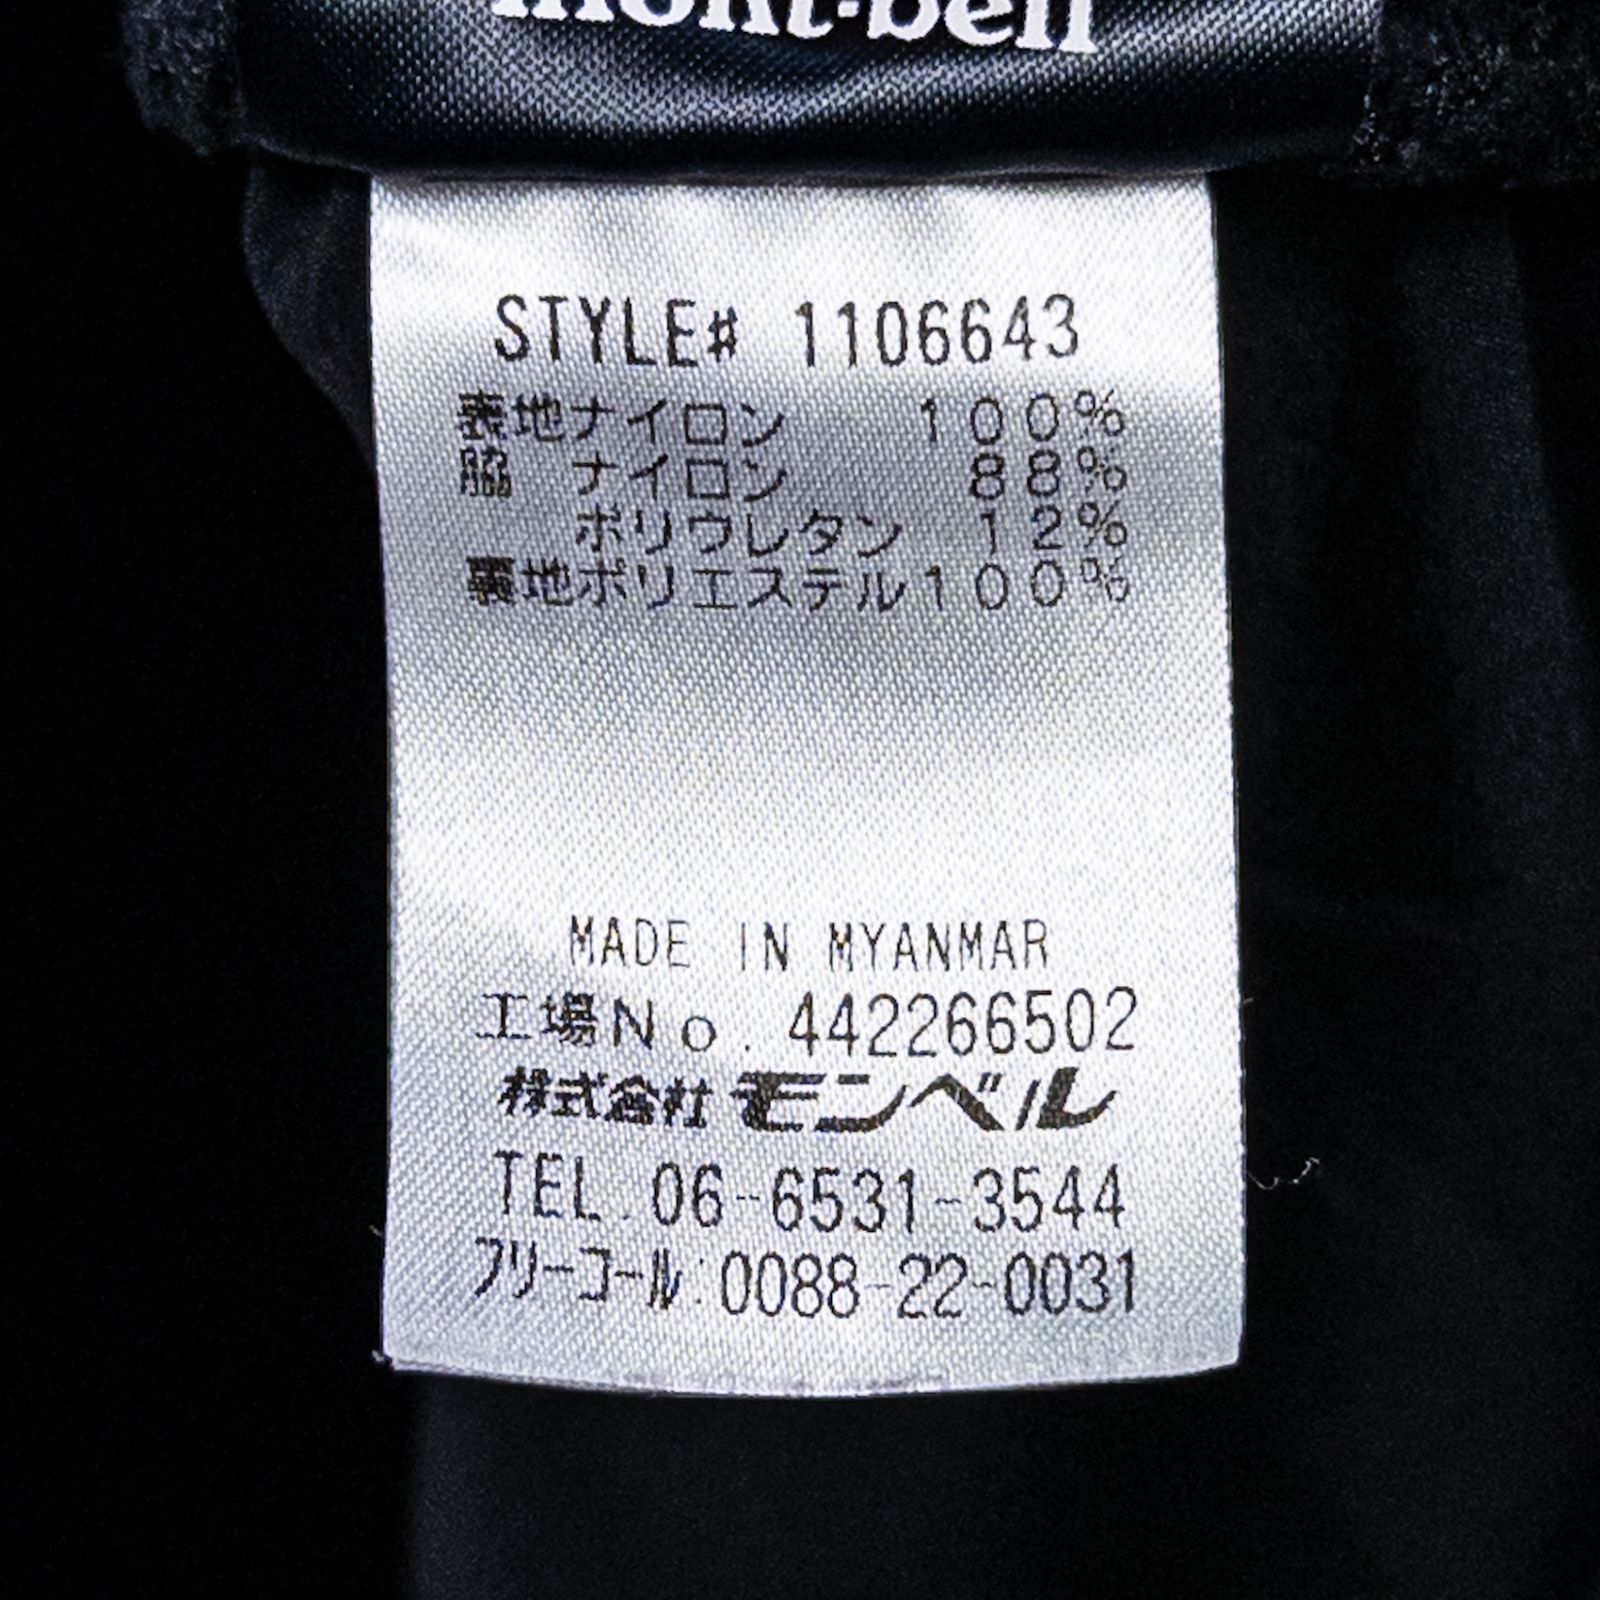 mont-bell
STYLE# 1106643
表地ナイロン 100%
脇 ナイロン 88%
ポリウレタン 12%
裏地ポリエステル100%
MADE IN MYANMAR
工場No. 442266502
株式会社モンベル
TEL.06-6531-3544
フリーコール:0088-22-0031